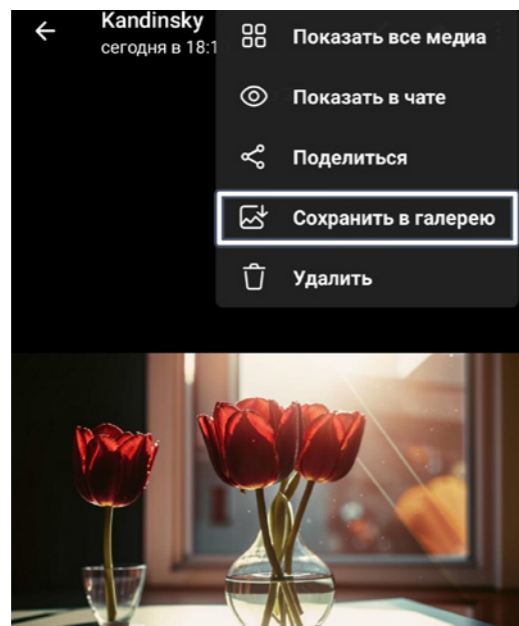 Kandinsky
сегодня в 18:1
Показать все медиа
Показать в чате
Поделиться
Сохранить в галерею
Удалить